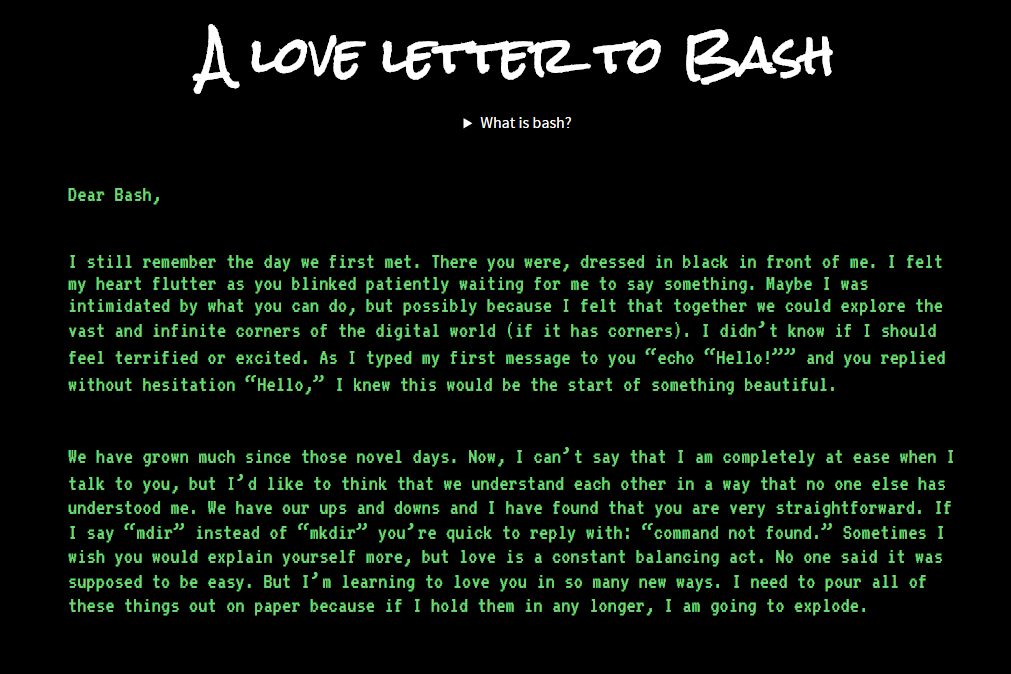 A love letter to Bash
▶ What is bash?
Dear Bash,
I still remember the day we first met. There you were, dressed in black in front of me. I felt
my heart flutter as you blinked patiently waiting for me to say something. Maybe I was
intimidated by what you can do, but possibly because I felt that together we could explore the
vast and infinite corners of the digital world (if it has corners). I didn’t know if I should
feel terrified or excited. As I typed my first message to you “echo “Hello!”” and you replied
without hesitation “Hello,” I knew this would be the start of something beautiful.
We have grown much since those novel days. Now, I can’t say that I am completely at ease when I
talk to you, but I’d like to think that we understand each other in a way that no one else has
understood me. We have our ups and downs and I have found that you are very straightforward. If
I say “mdir” instead of “mkdir” you’re quick to reply with: “command not found.” Sometimes I
wish you would explain yourself more, but love is a constant balancing act. No one said it was
supposed to be easy. But I’m learning to love you in so many new ways. I need to pour all of
these things out on paper because if I hold them in any longer, I am going to explode.